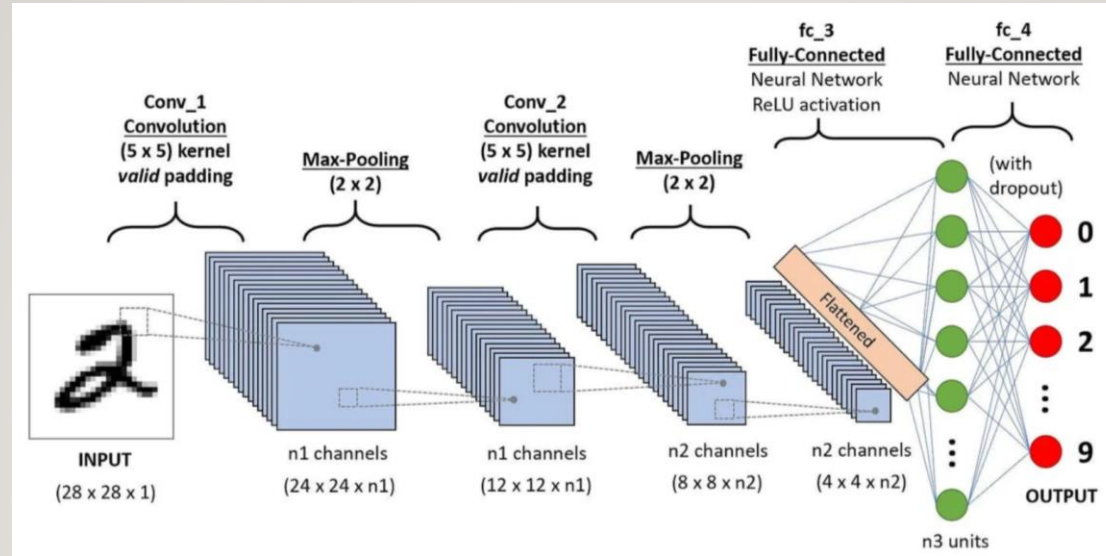 Conv_1
Convolution
(5 x 5) kernel
valid padding
Max-Pooling
(2 x 2)
Conv_2
Convolution
(5 x 5) kernel
valid padding
Max-Pooling
(2 x 2)
fc_3
Fully-Connected
Neural Network
ReLU activation
fc_4
Fully-Connected
Neural Network
(with
dropout)
2
INPUT
(28 x 28 x 1)
n1 channels
(24 x 24 x n1)
n1 channels
(12 x 12 x n1)
n2 channels
(8 x 8 x n2)
n2 channels
(4 x 4 x n2)
Flattened
n3 units
0
1
2
9
OUTPUT